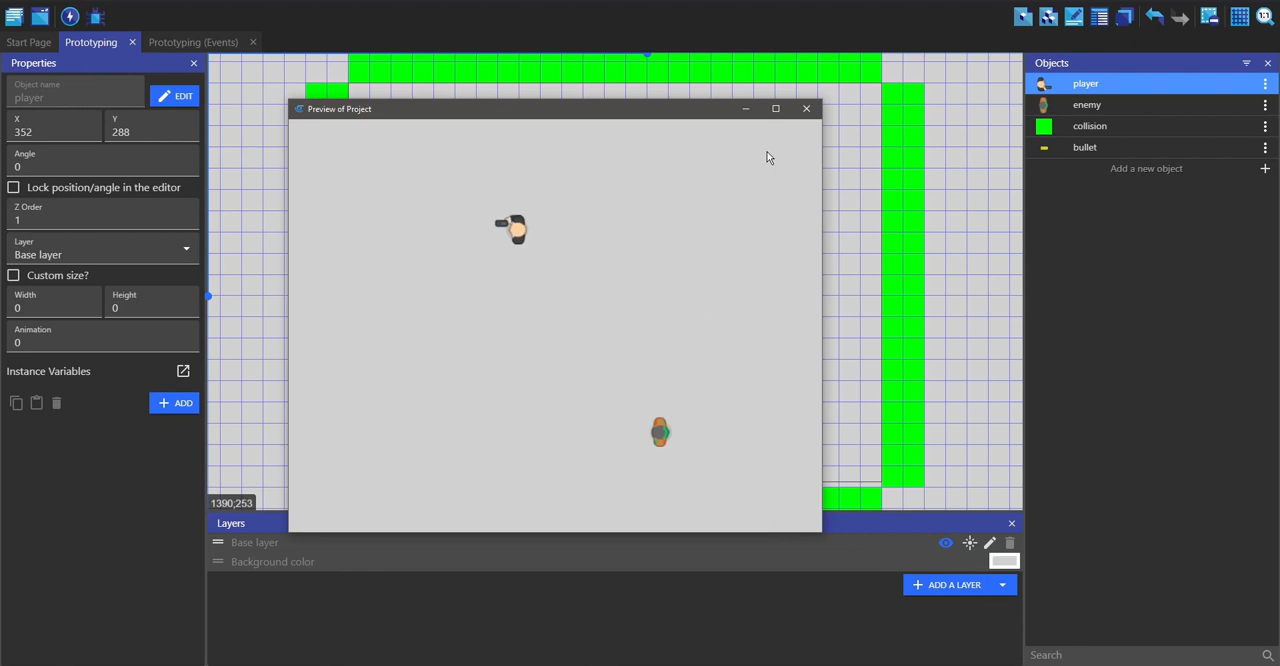 Start Page
Prototyping
Prototyping (Events)
Properties
Object name
player
EDIT
X
352
Y
288
Angle
0
Lock position/angle in the editor
Z Order
1
Layer
Base layer
Custom size?
Width
0
Height
0
Animation
0
Instance Variables
ADD
Preview of Project
1390;253
Layers
Base layer
Background color
ADD A LAYER
Objects
player
enemy
collision
bullet
Add a new object
Search
1:1